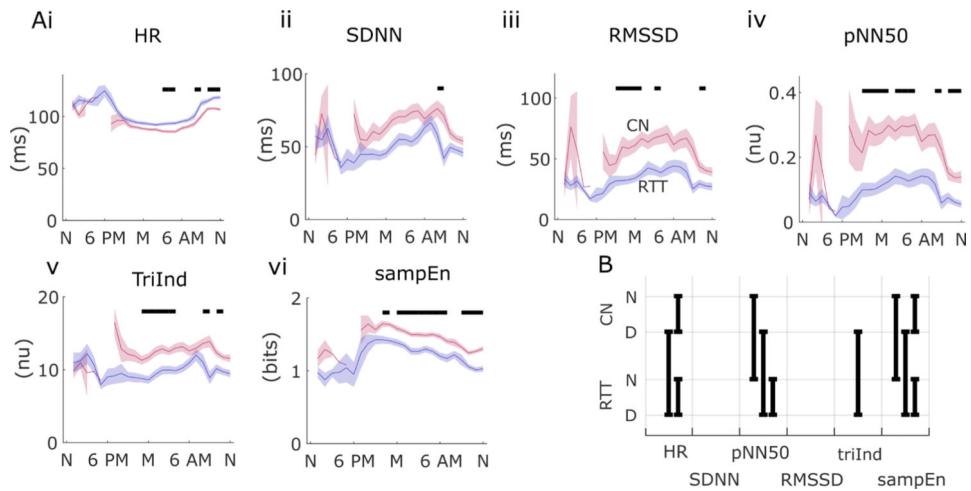 Ai
HR
ii
SDNN
iii
RMSSD
iv
pNN50
(ms)
100
50
0
N 6 PM M 6 AM N
(ms)
100
50
0
N 6 PM M 6 AM N
(ms)
100
50
0
CN
RTT
N 6 PM M 6 AM N
(nu)
0.4
0.2
0
N 6 PM M 6 AM N
v
TriInd
vi
sampEn
B
(nu)
20
10
0
N 6 PM M 6 AM N
(bits)
2
1
0
N 6 PM M 6 AM N
CN
N
D
RTT
N
D
HR
pNN50
triInd
SDNN
RMSSD
sampEn